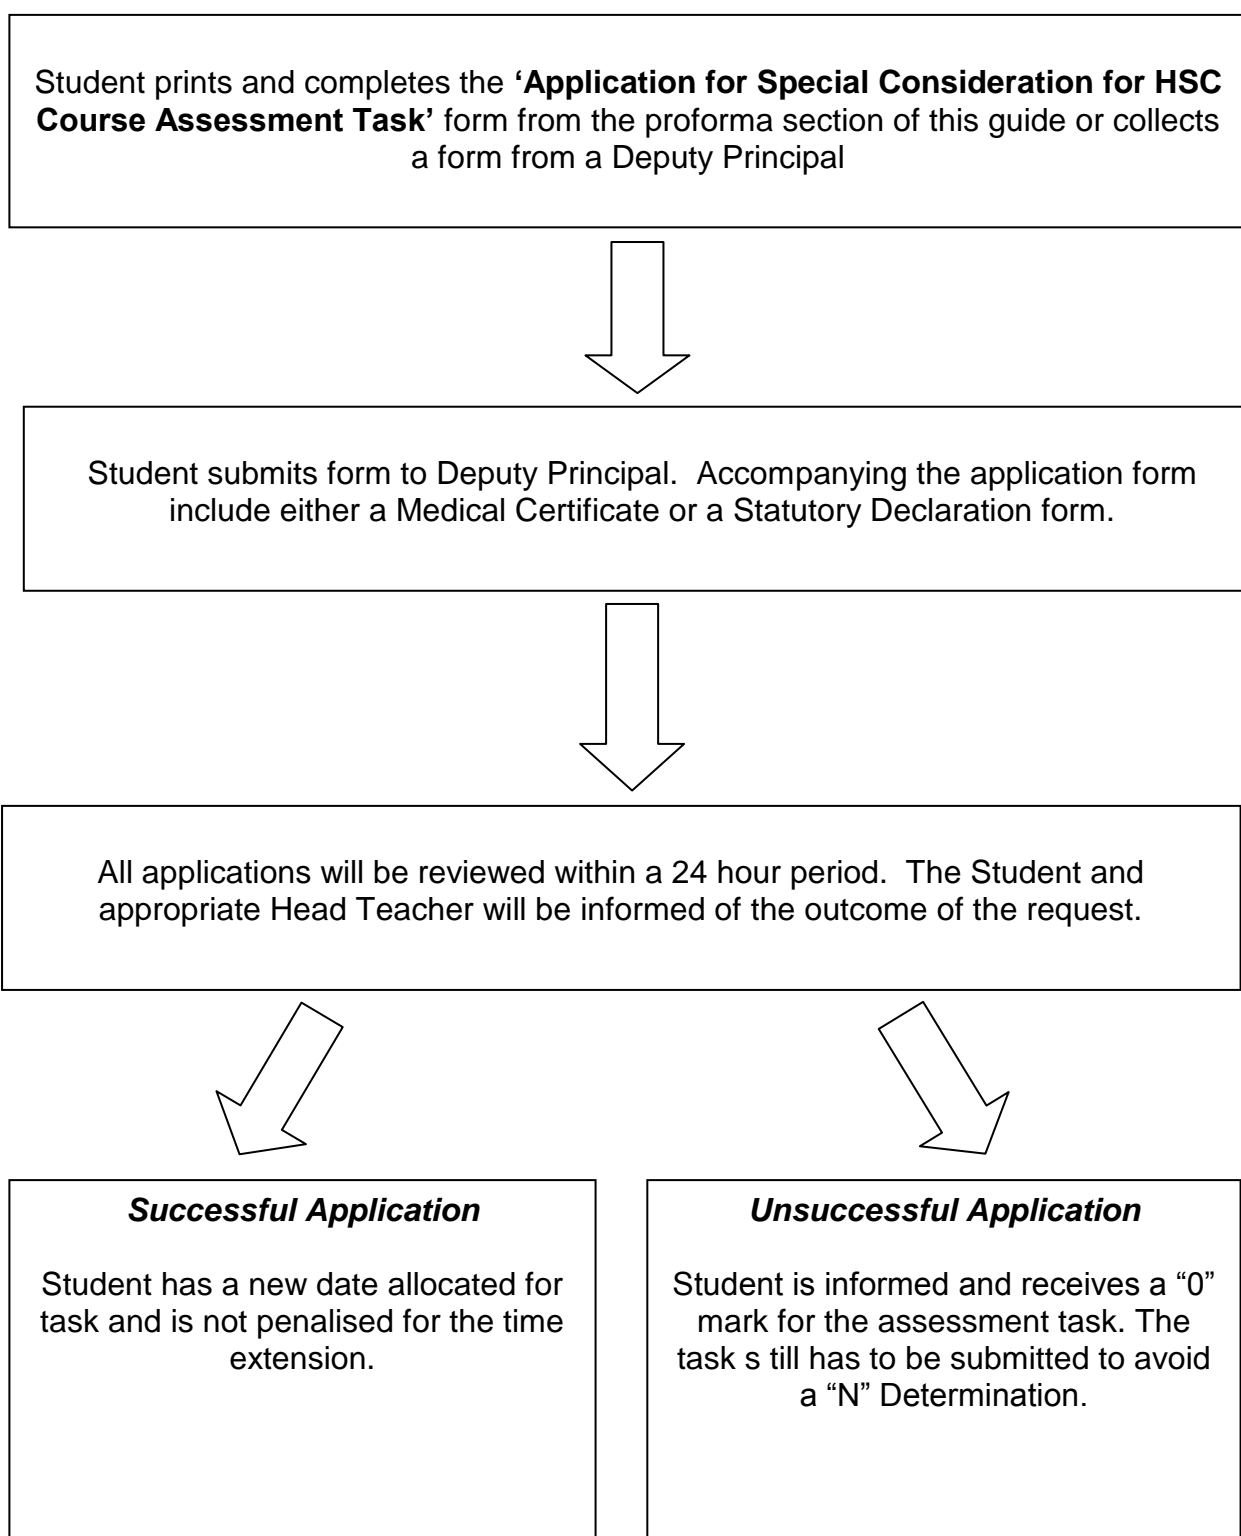 Student prints and completes the ‘Application for Special Consideration for HSC
Course Assessment Task’ form from the proforma section of this guide or collects
a form from a Deputy Principal
Student submits form to Deputy Principal.  Accompanying the application form
include either a Medical Certificate or a Statutory Declaration form.
All applications will be reviewed within a 24 hour period.  The Student and
appropriate Head Teacher will be informed of the outcome of the request.
Successful Application
Student has a new date allocated for
task and is not penalised for the time
extension.
Unsuccessful Application
Student is informed and receives a “0”
mark for the assessment task. The
task s till has to be submitted to avoid
a “N” Determination.